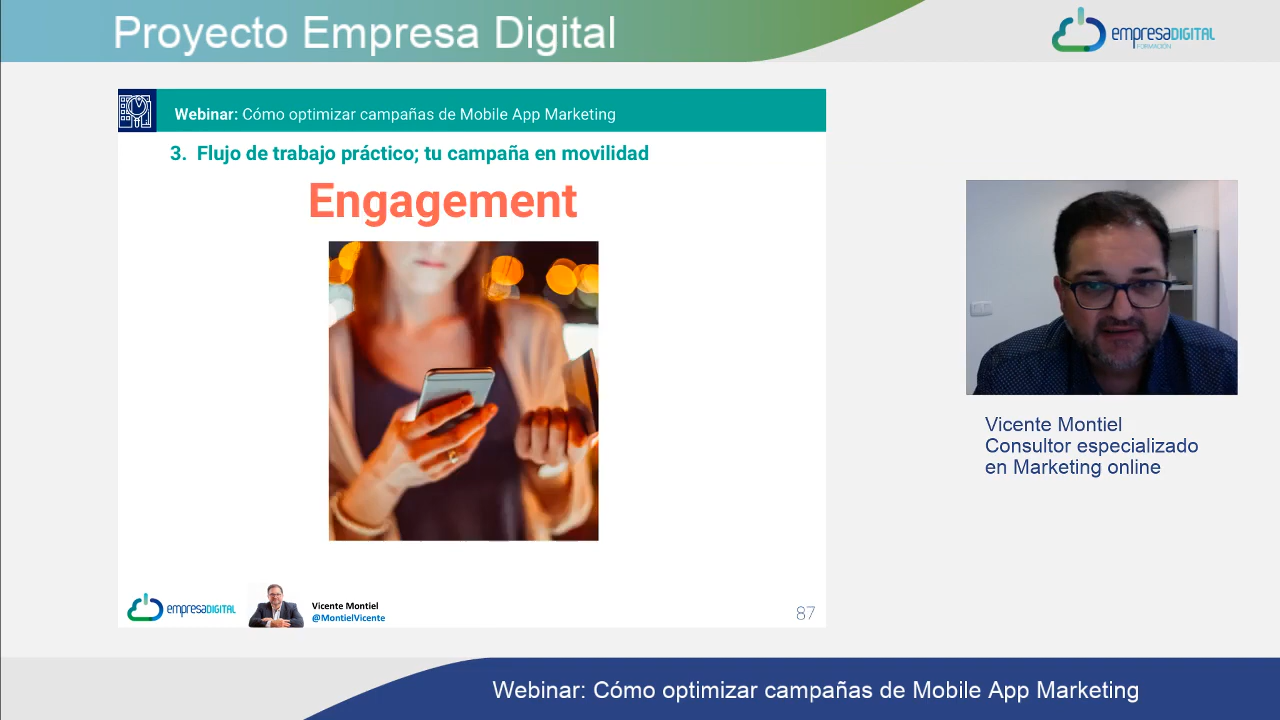 Proyecto Empresa Digital
empresaDIGITAL
FORMACIÓN
Webinar: Cómo optimizar campañas de Mobile App Marketing
3. Flujo de trabajo práctico; tu campaña en movilidad
Engagement
Vicente Montiel
Consultor especializado
en Marketing online
empresaDIGITAL
Vicente Montiel
@MontielVicente
87
Webinar: Cómo optimizar campañas de Mobile App Marketing